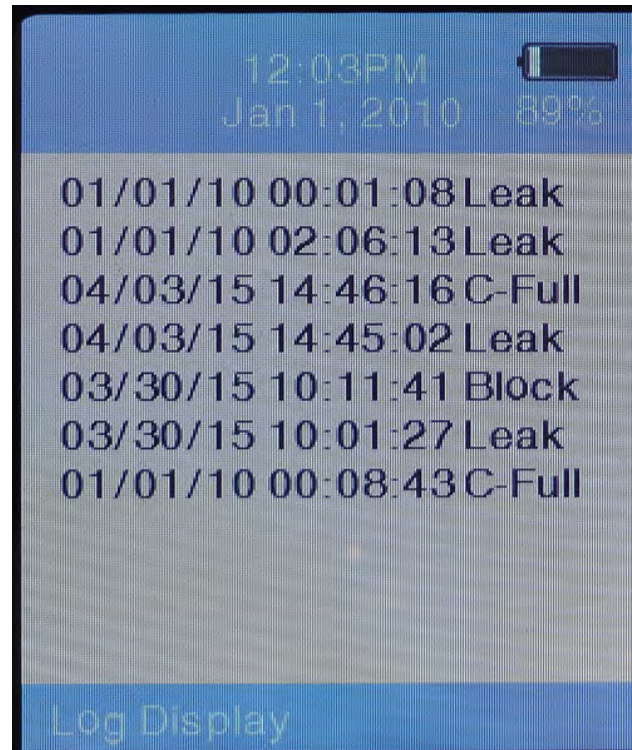 12:03PM
Jan 1, 2010 89%
01/01/10 00:01:08 Leak
01/01/10 02:06:13 Leak
04/03/15 14:46:16 C-Full
04/03/15 14:45:02 Leak
03/30/15 10:11:41 Block
03/30/15 10:01:27 Leak
01/01/10 00:08:43 C-Full
Log Display